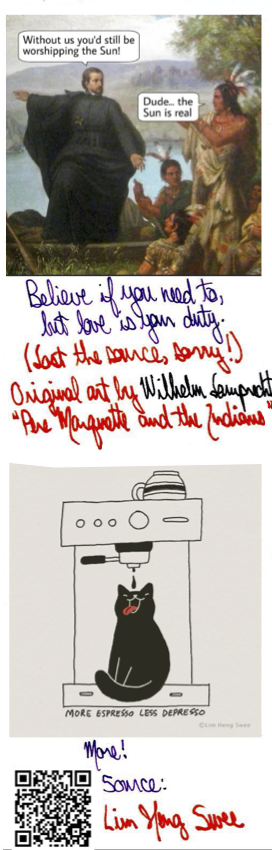 Without us you'd still be
worshipping the Sun!
Dude... the
Sun is real
Believe if you need to,
but love is your duty.
(Lost the source, sorry!)
Original art by Wilhelm Lamprecht
"Pere Marquette and the Indians"
MORE ESPRESSO LESS DEPRESSO
©Lim Heng Swee
More!
Source:
Lim Heng Swee